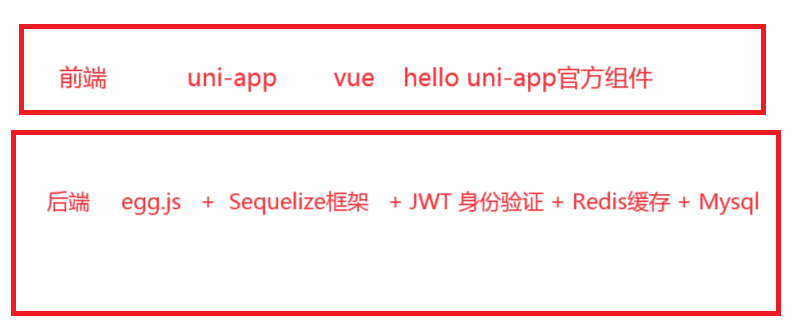 前端 uni-app vue hello uni-app官方组件
后端 egg.js + Sequelize框架 + JWT 身份验证 + Redis缓存 + Mysql